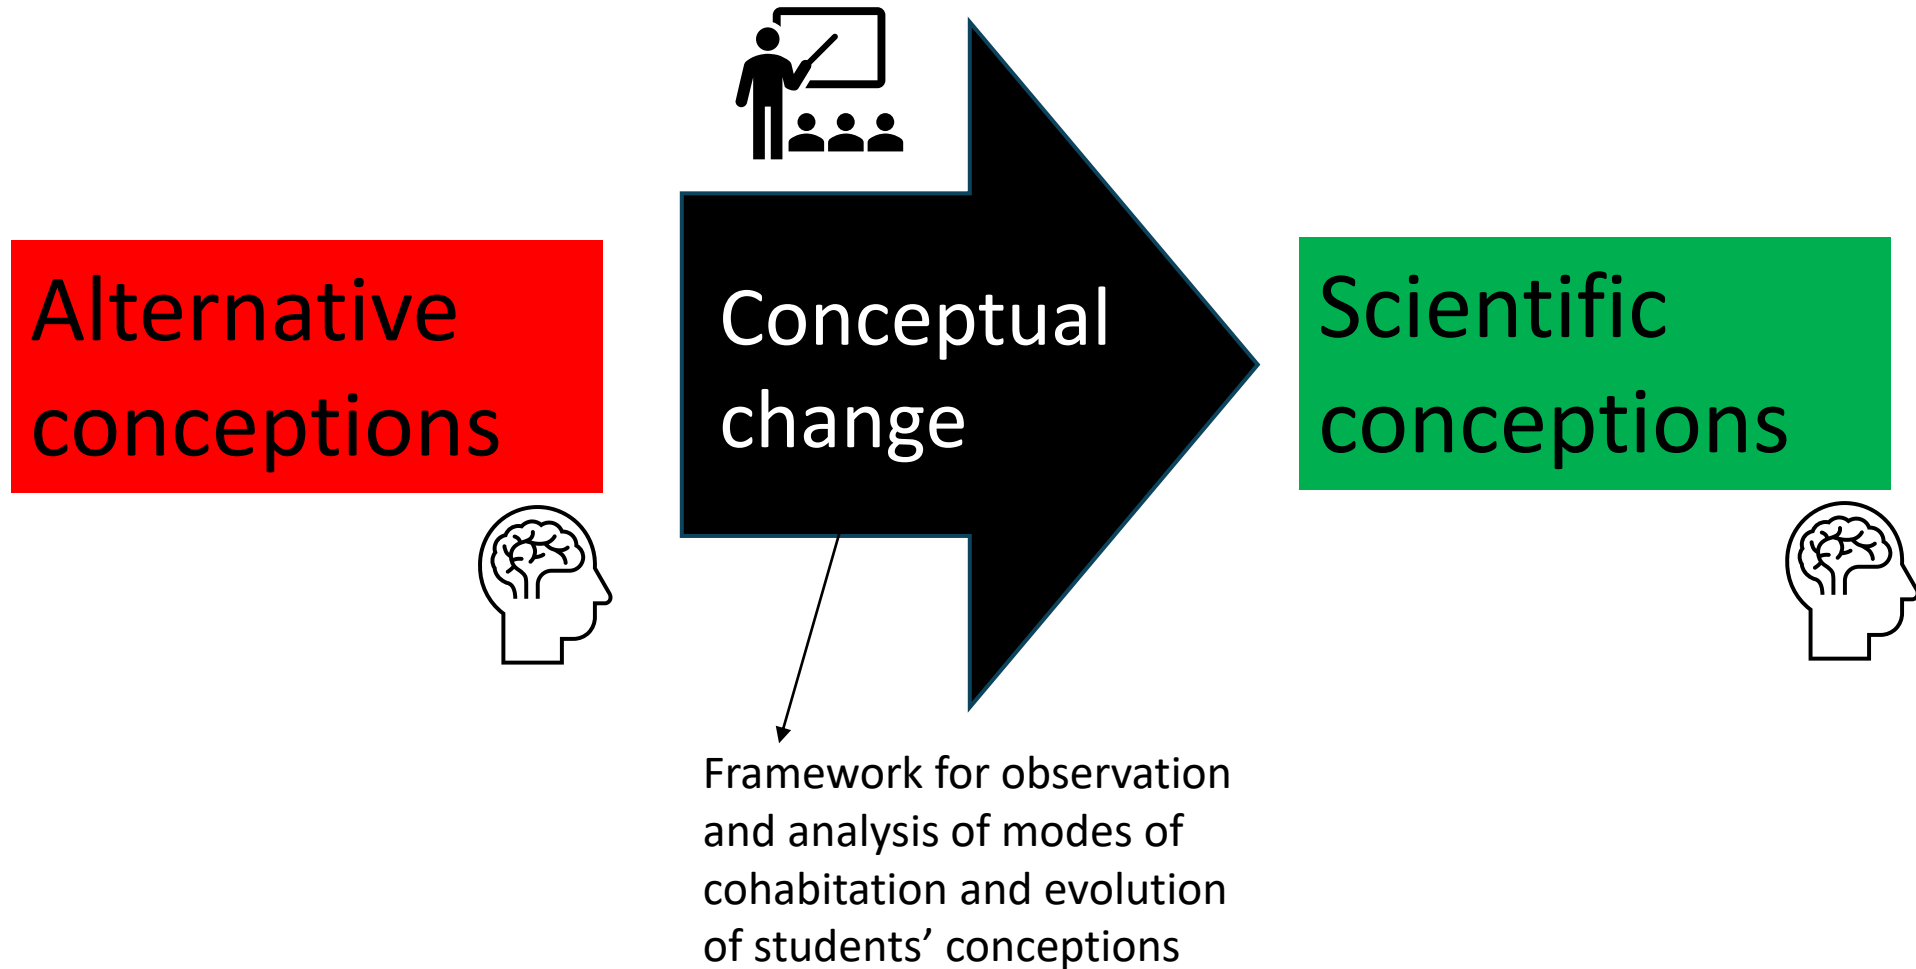 Alternative
conceptions
Conceptual
change
Scientific
conceptions
Framework for observation
and analysis of modes of
cohabitation and evolution
of students’ conceptions